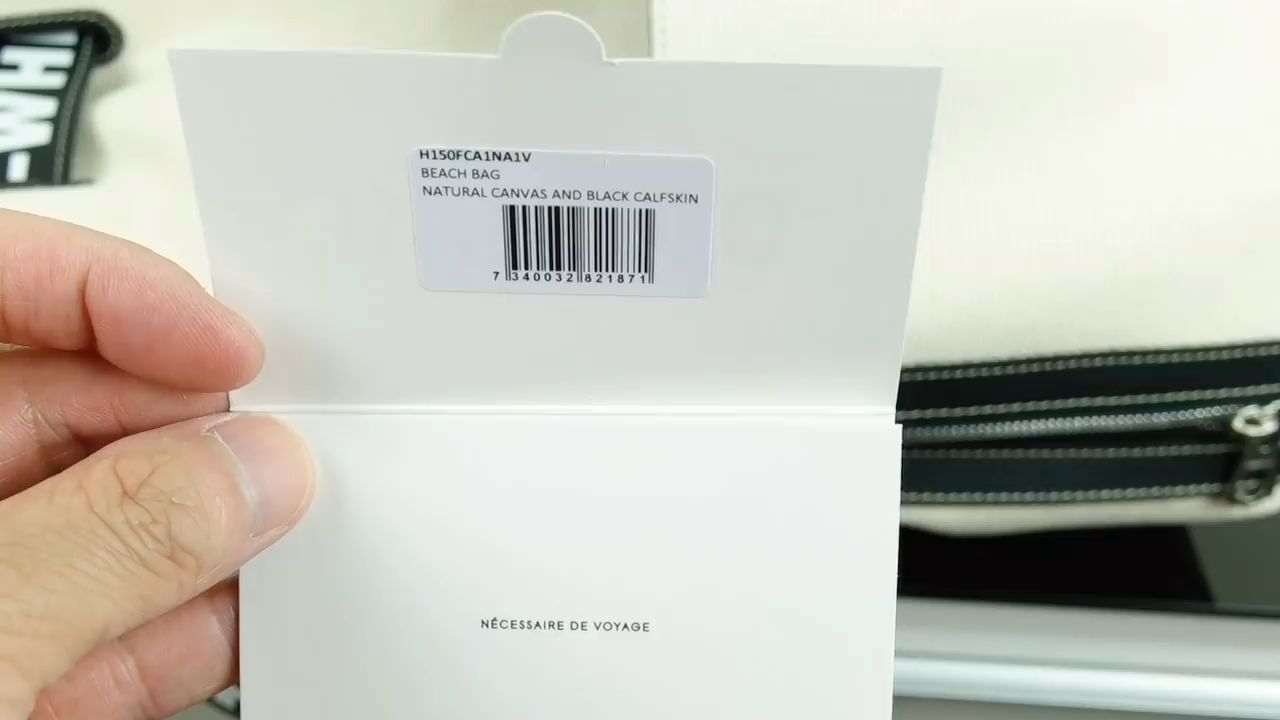 H150FCA1NA1V
BEACH BAG
NATURAL CANVAS AND BLACK CALFSKIN
7 340032 821871
NÉCESSAIRE DE VOYAGE